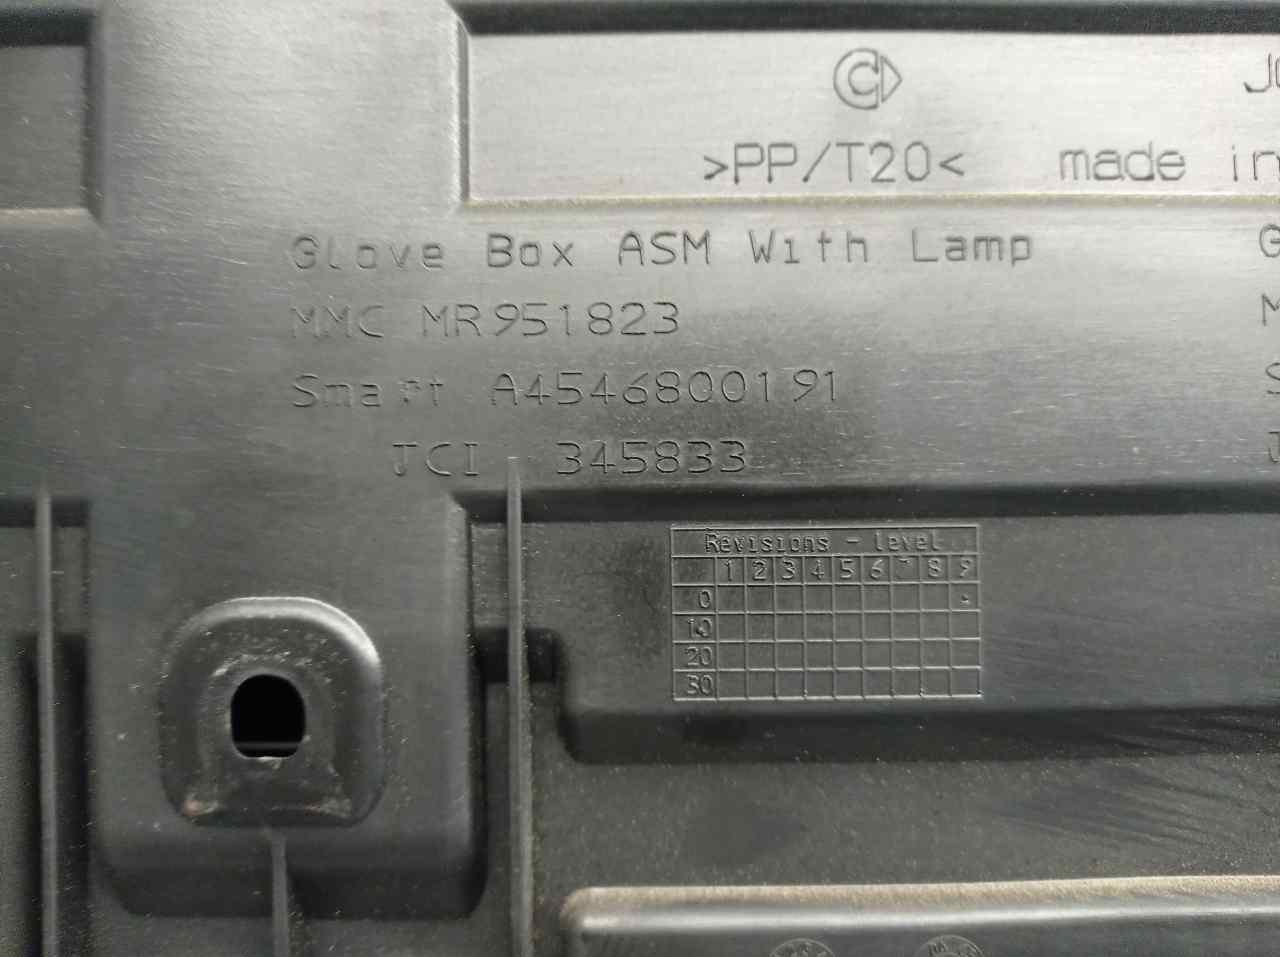 >PP/T20< made in
Glove Box ASM With Lamp
MMC MR951823
Smart A4546800191
JCI 345833
Revisions - level
1 2 3 4 5 6 7 8 9
0
10
20
30